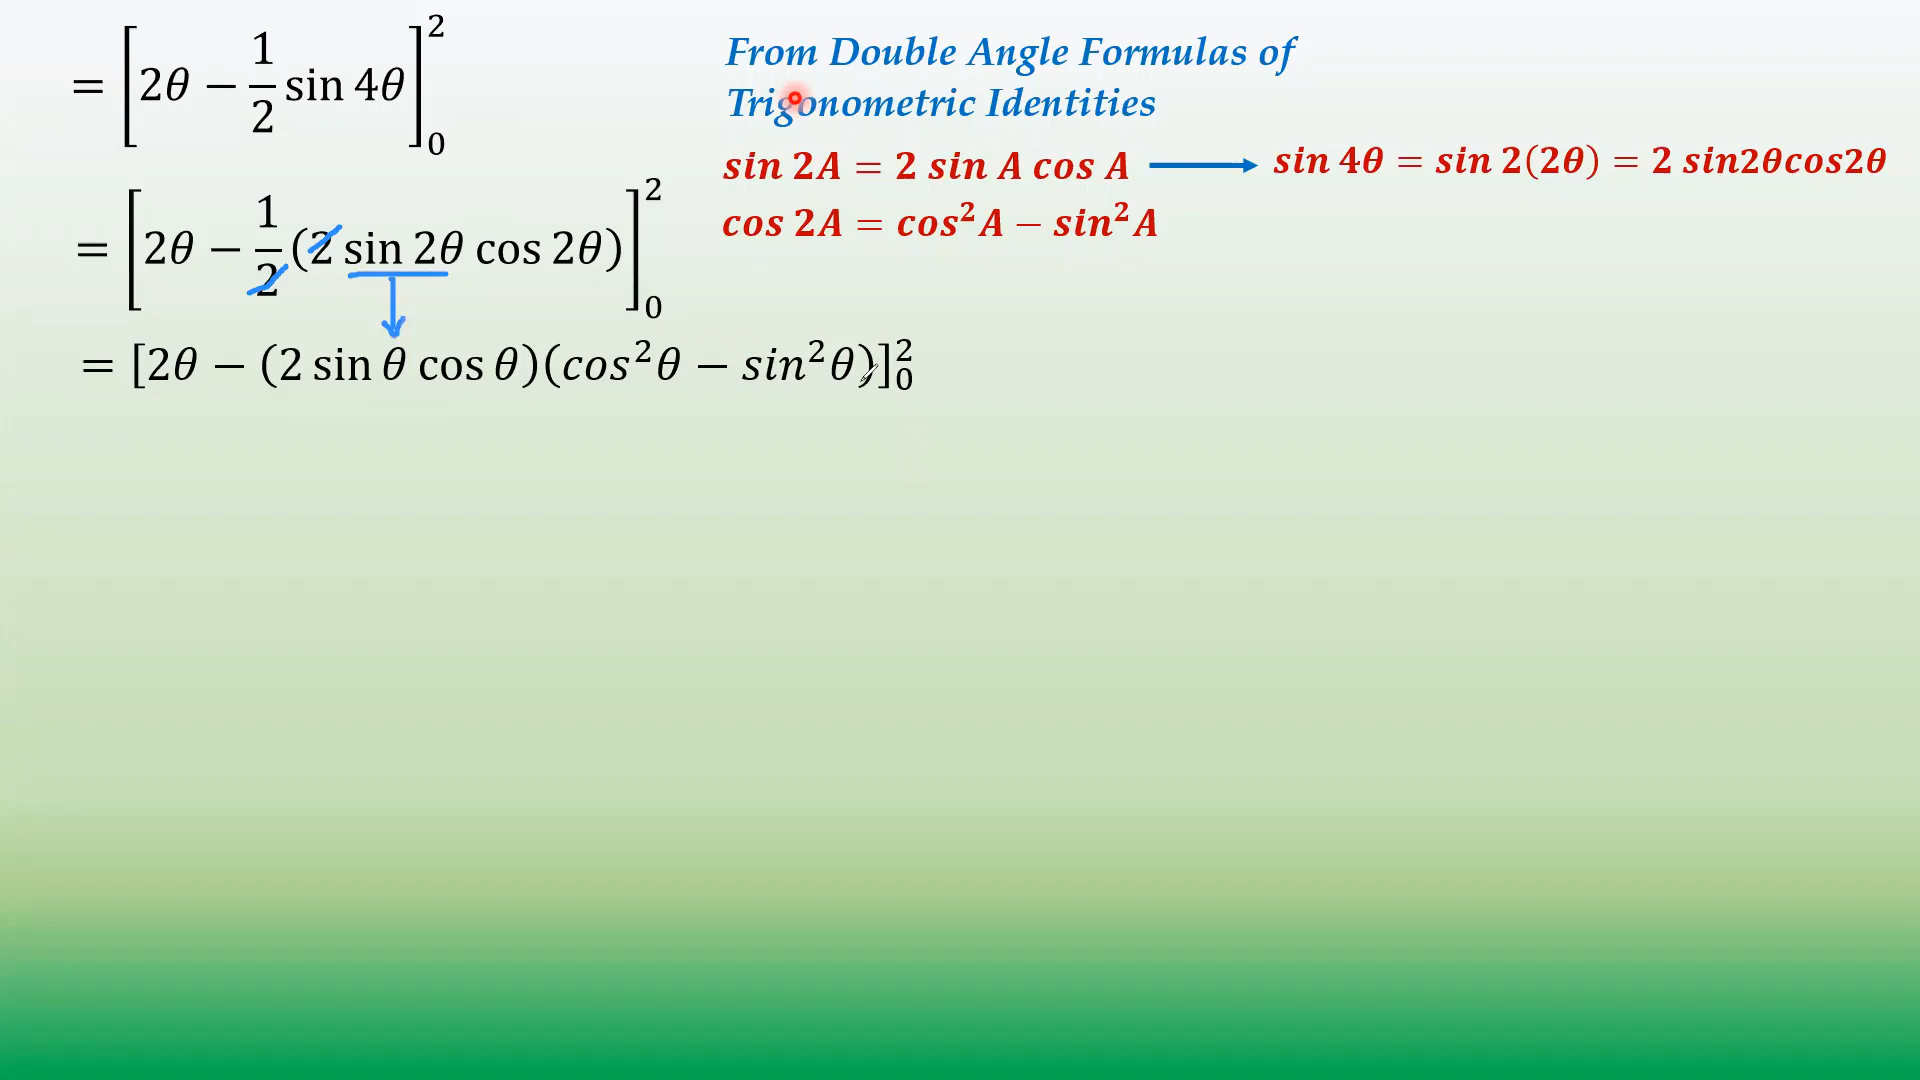 = [2θ − 1/2 sin 4θ]₀²
From Double Angle Formulas of
Trigonometric Identities
sin 2A = 2 sin A cos A → sin 4θ = sin 2(2θ) = 2 sin2θcos2θ
cos 2A = cos²A − sin²A
= [2θ − 1/2 (2 sin 2θ cos 2θ)]₀²
= [2θ − (2 sin θ cos θ)(cos²θ − sin²θ)]₀²